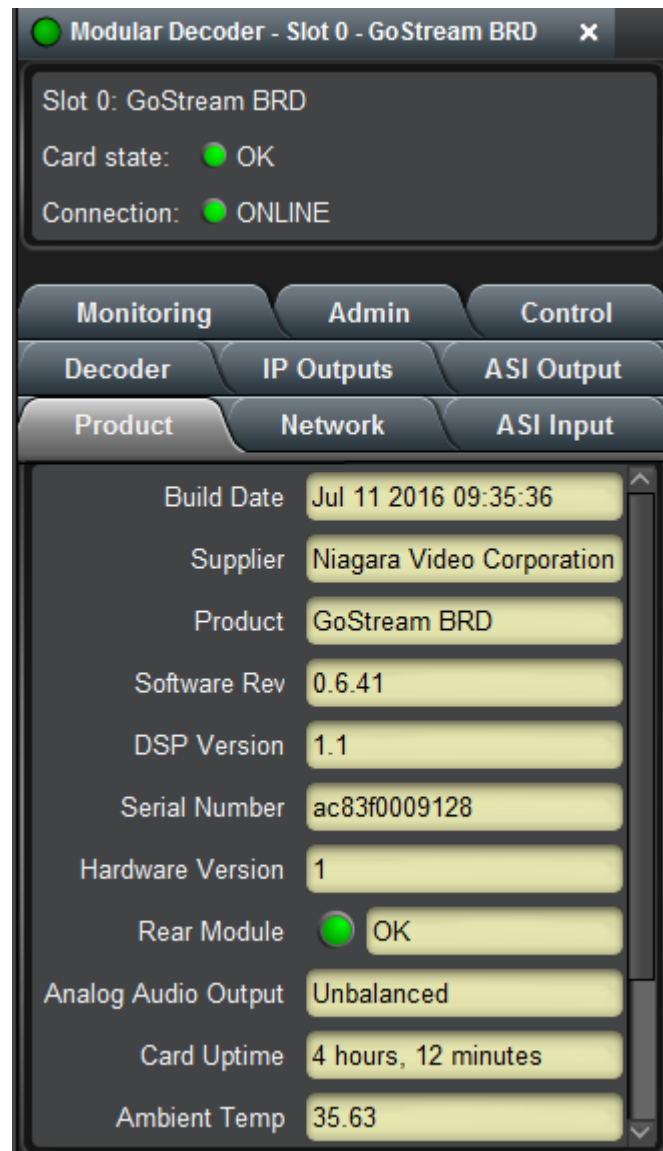 Modular Decoder - Slot 0 - GoStream BRD ×
Slot 0: GoStream BRD
Card state: OK
Connection: ONLINE
Monitoring Admin Control
Decoder IP Outputs ASI Output
Product Network ASI Input
Build Date Jul 11 2016 09:35:36
Supplier Niagara Video Corporation
Product GoStream BRD
Software Rev 0.6.41
DSP Version 1.1
Serial Number ac83f0009128
Hardware Version 1
Rear Module OK
Analog Audio Output Unbalanced
Card Uptime 4 hours, 12 minutes
Ambient Temp 35.63